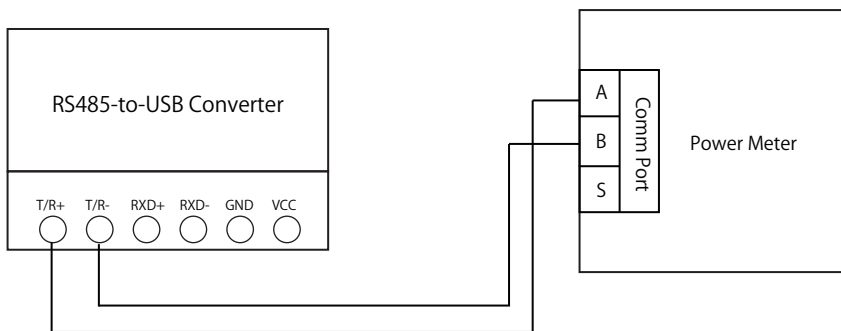 RS485-to-USB Converter
T/R+ T/R- RXD+ RXD- GND VCC
A
B
S
Comm Port
Power Meter